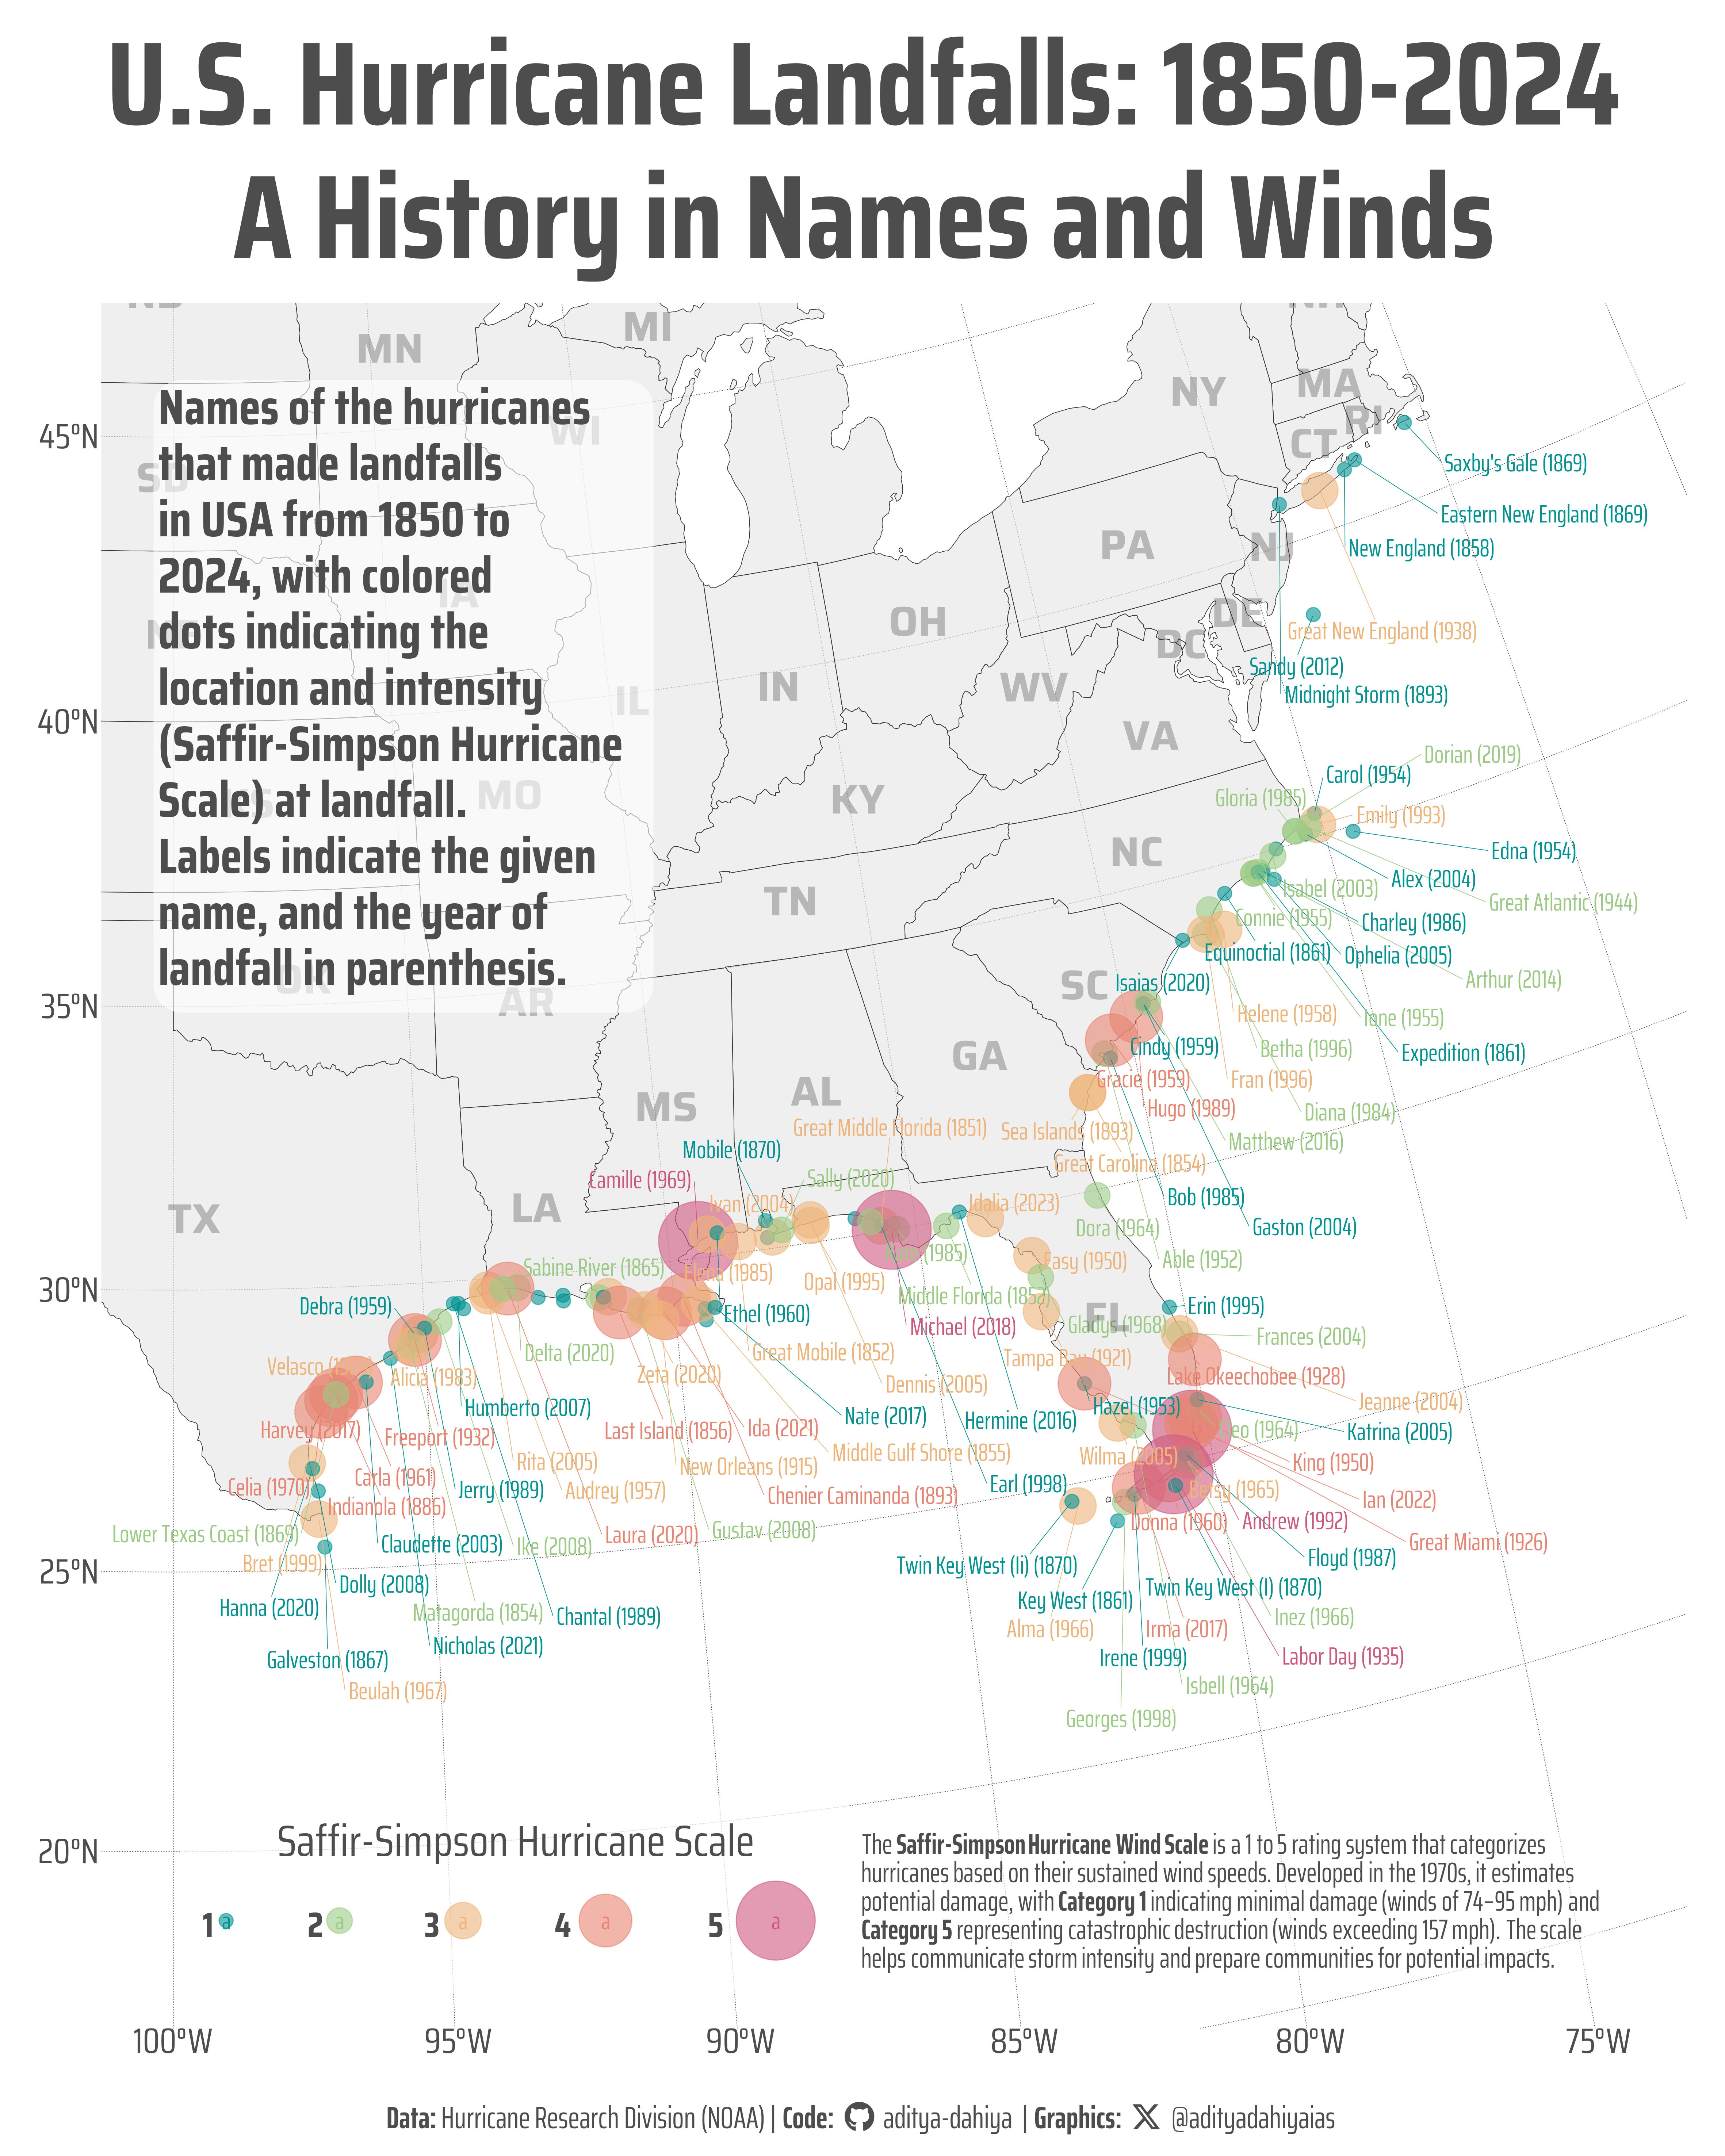 U.S. Hurricane Landfalls: 1850-2024
A History in Names and Winds
ND
MN
MI
NH
NY
MA
RI
CT
WI
SD
PA
NJ
IA
NE
OH
DE
DC
IL
IN
WV
VA
KS
MO
KY
NC
TN
OK
AR
SC
GA
AL
MS
TX
LA
FL
Names of the hurricanes
that made landfalls
in USA from 1850 to
2024, with colored
dots indicating the
location and intensity
(Saffir-Simpson Hurricane
Scale) at landfall.
Labels indicate the given
name, and the year of
landfall in parenthesis.
45°N
40°N
35°N
30°N
25°N
20°N
Saxby's Gale (1869)
Eastern New England (1869)
New England (1858)
Great New England (1938)
Sandy (2012)
Midnight Storm (1893)
Dorian (2019)
Carol (1954)
Gloria (1985)
Emily (1993)
Edna (1954)
Alex (2004)
Isabel (2003)
Great Atlantic (1944)
Connie (1955)
Charley (1986)
Equinoctial (1861)
Ophelia (2005)
Arthur (2014)
Isaias (2020)
Helene (1958)
Ione (1955)
Cindy (1959)
Betha (1996)
Expedition (1861)
Gracie (1959)
Fran (1996)
Hugo (1989)
Diana (1984)
Great Middle Florida (1851)
Sea Islands (1893)
Matthew (2016)
Mobile (1870)
Great Carolina (1854)
Camille (1969)
Sally (2020)
Bob (1985)
Ivan (2004)
Idalia (2023)
Gaston (2004)
Dora (1964)
Kate (1985)
Able (1952)
Sabine River (1865)
Elena (1985)
Opal (1995)
Easy (1950)
Middle Florida (1852)
Debra (1959)
Ethel (1960)
Michael (2018)
Gladys (1968)
Erin (1995)
Frances (2004)
Delta (2020)
Great Mobile (1852)
Tampa Bay (1921)
Velasco
Alicia (1983)
Zeta (2020)
Dennis (2005)
Lake Okeechobee (1928)
Jeanne (2004)
Humberto (2007)
Nate (2017)
Hermine (2016)
Hazel (1953)
Harvey (2017)
Freeport (1932)
Last Island (1856)
Ida (2021)
Cleo (1964)
Katrina (2005)
Rita (2005)
New Orleans (1915)
Middle Gulf Shore (1855)
Wilma (2005)
King (1950)
Celia (1970)
Carla (1961)
Jerry (1989)
Audrey (1957)
Chenier Caminanda (1893)
Earl (1998)
Betsy (1965)
Ian (2022)
Indianola (1886)
Lower Texas Coast (1869)
Claudette (2003)
Ike (2008)
Laura (2020)
Gustav (2008)
Donna (1960)
Andrew (1992)
Great Miami (1926)
Bret (1999)
Twin Key West (Ii) (1870)
Floyd (1987)
Dolly (2008)
Key West (1861)
Twin Key West (I) (1870)
Hanna (2020)
Matagorda (1854)
Chantal (1989)
Alma (1966)
Irma (2017)
Inez (1966)
Galveston (1867)
Nicholas (2021)
Irene (1999)
Labor Day (1935)
Beulah (1967)
Isbell (1964)
Georges (1998)
Saffir-Simpson Hurricane Scale
1 a 2 a 3 a 4 a 5 a
The Saffir-Simpson Hurricane Wind Scale is a 1 to 5 rating system that categorizes
hurricanes based on their sustained wind speeds. Developed in the 1970s, it estimates
potential damage, with Category 1 indicating minimal damage (winds of 74–95 mph) and
Category 5 representing catastrophic destruction (winds exceeding 157 mph). The scale
helps communicate storm intensity and prepare communities for potential impacts.
100°W 95°W 90°W 85°W 80°W 75°W
Data: Hurricane Research Division (NOAA) | Code: aditya-dahiya | Graphics: @adityadahiyaias